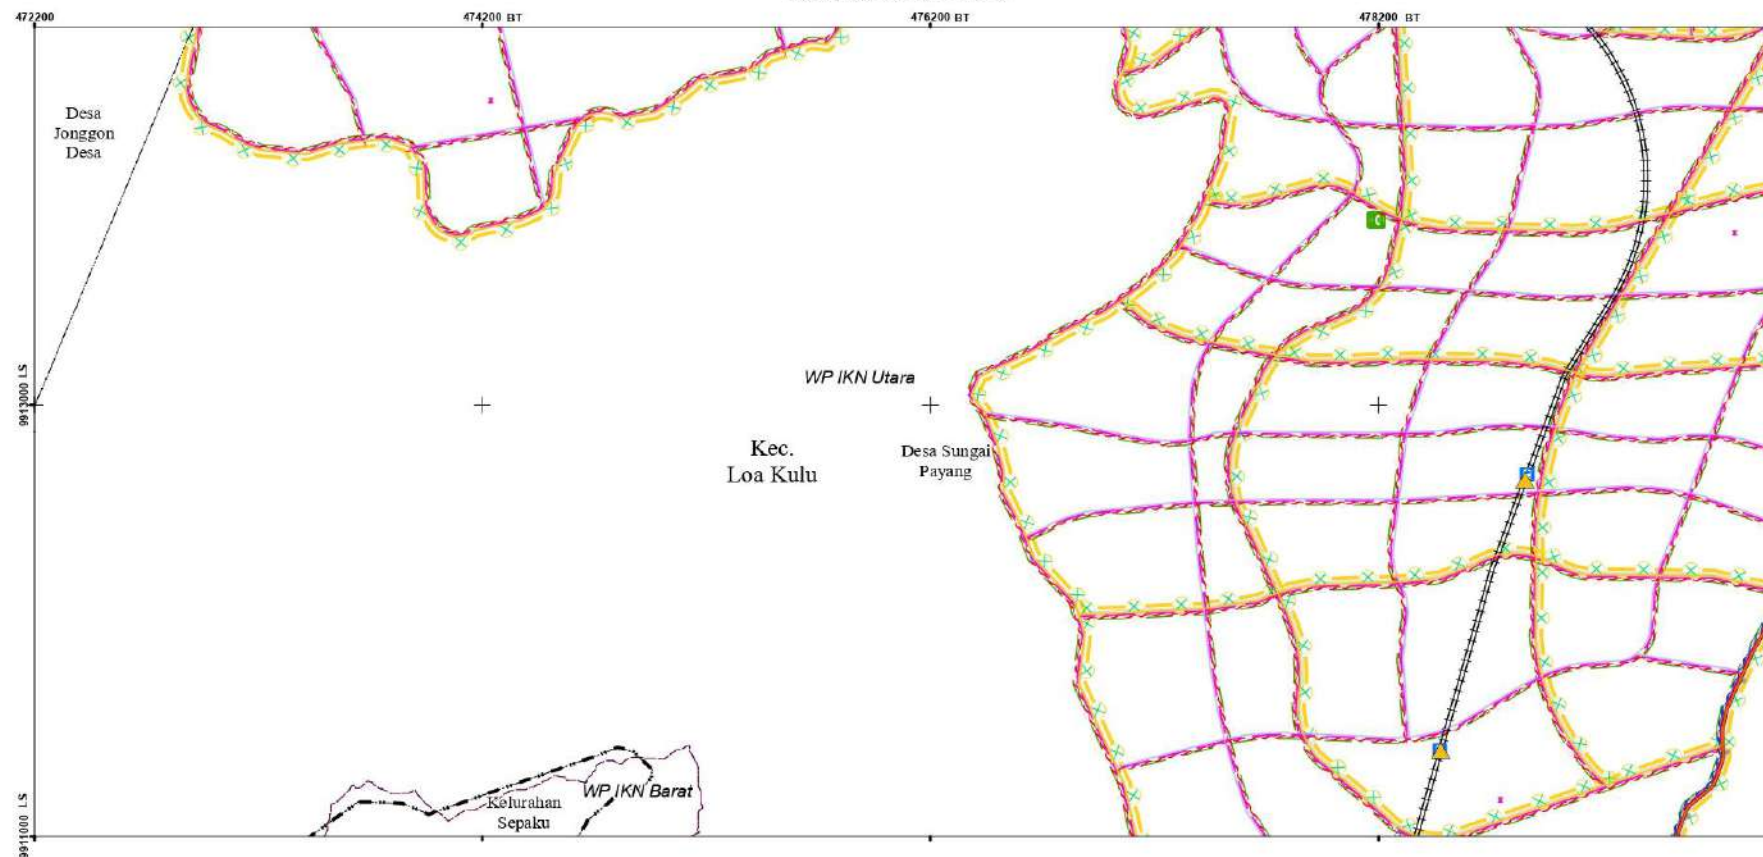 472200
474200 BT
476200 BT
478200 BT
Desa
Jonggon
Desa
WP IKN Utara
9913000 LS
Kec.
Loa Kulu
Desa Sungai
Payang
WP IKN Barat
Kelurahan
Sepaku
9911000 LS